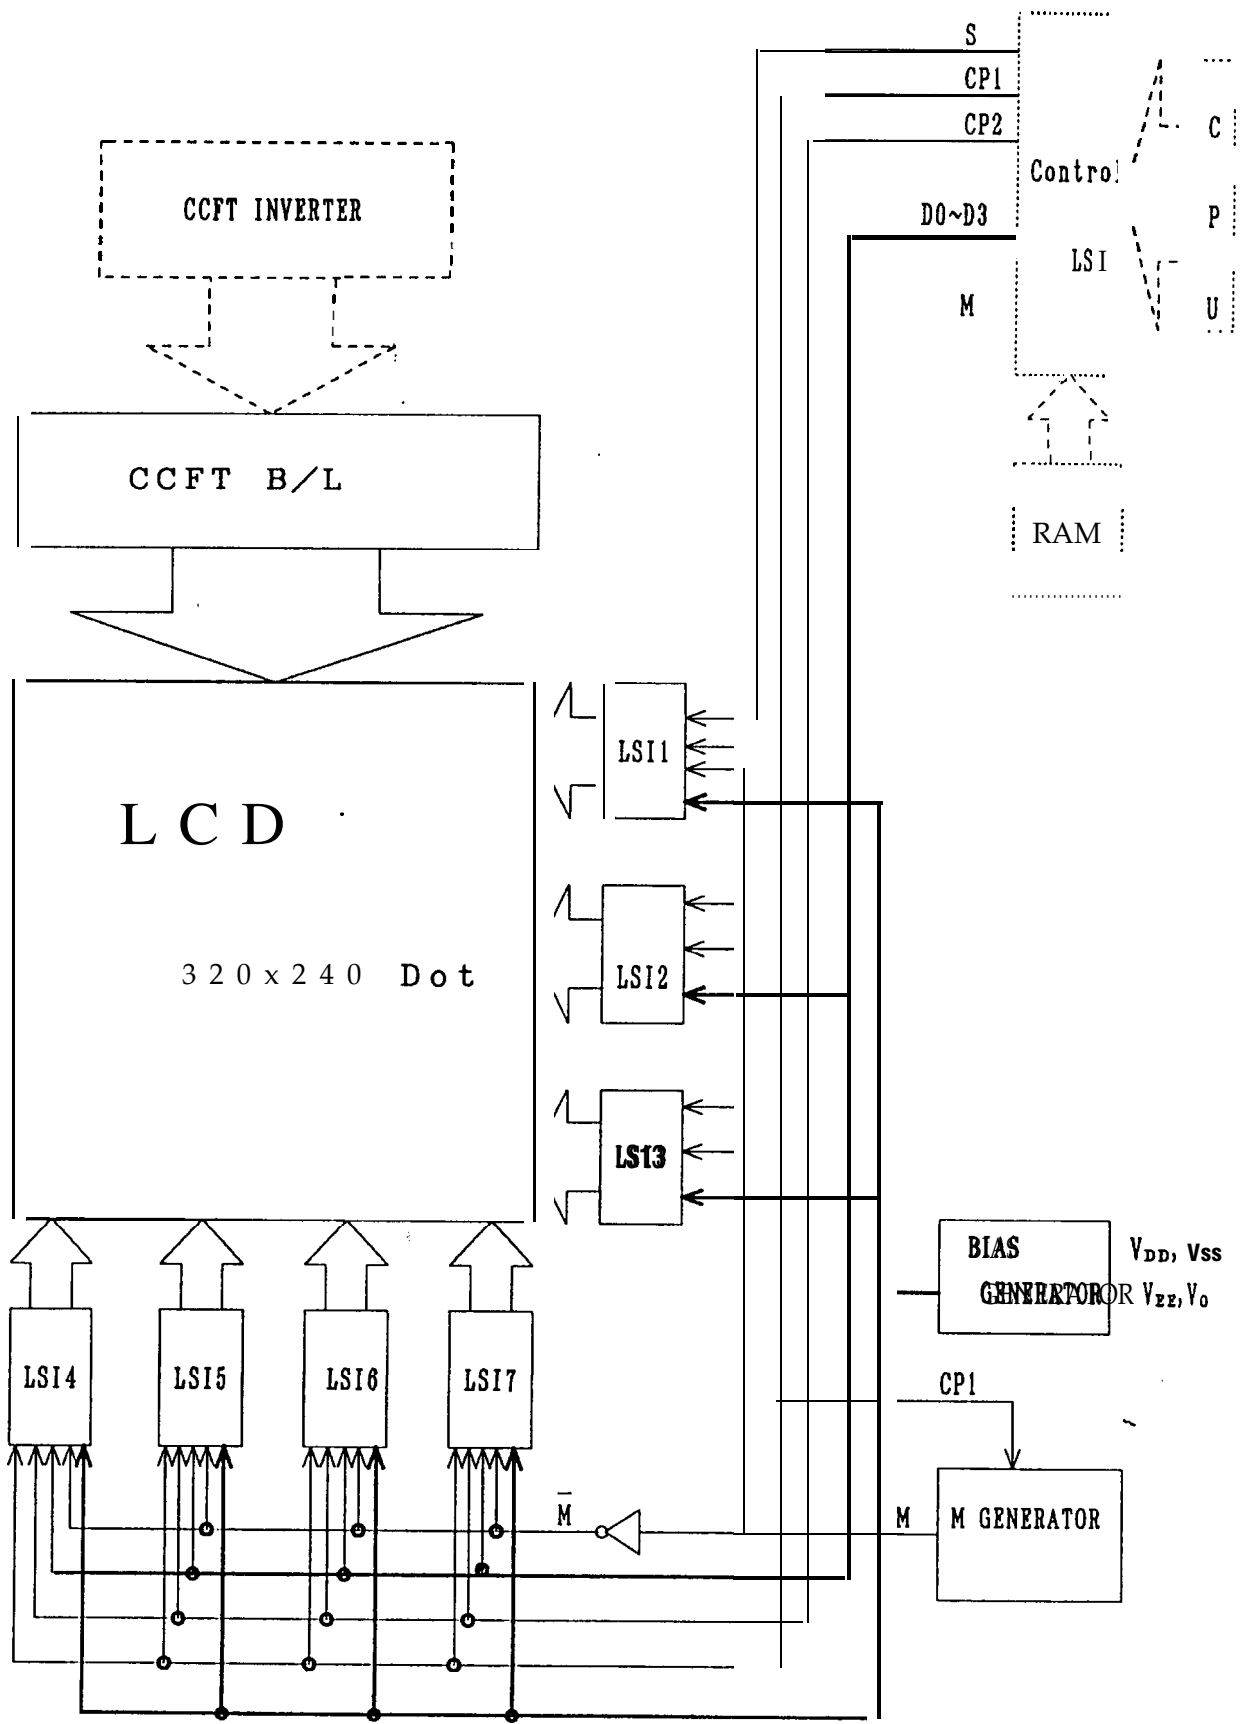 S
CP1
CP2
D0~D3
M
Control
LSI
C
P
U
CCFT INVERTER
CCFT B/L
RAM
LCD
320x240 Dot
LSI1
LSI2
LSI3
BIAS
GENERATOR
VDD, VSS
VEE, V0
LSI4
LSI5
LSI6
LSI7
CP1
M̅
M
M GENERATOR